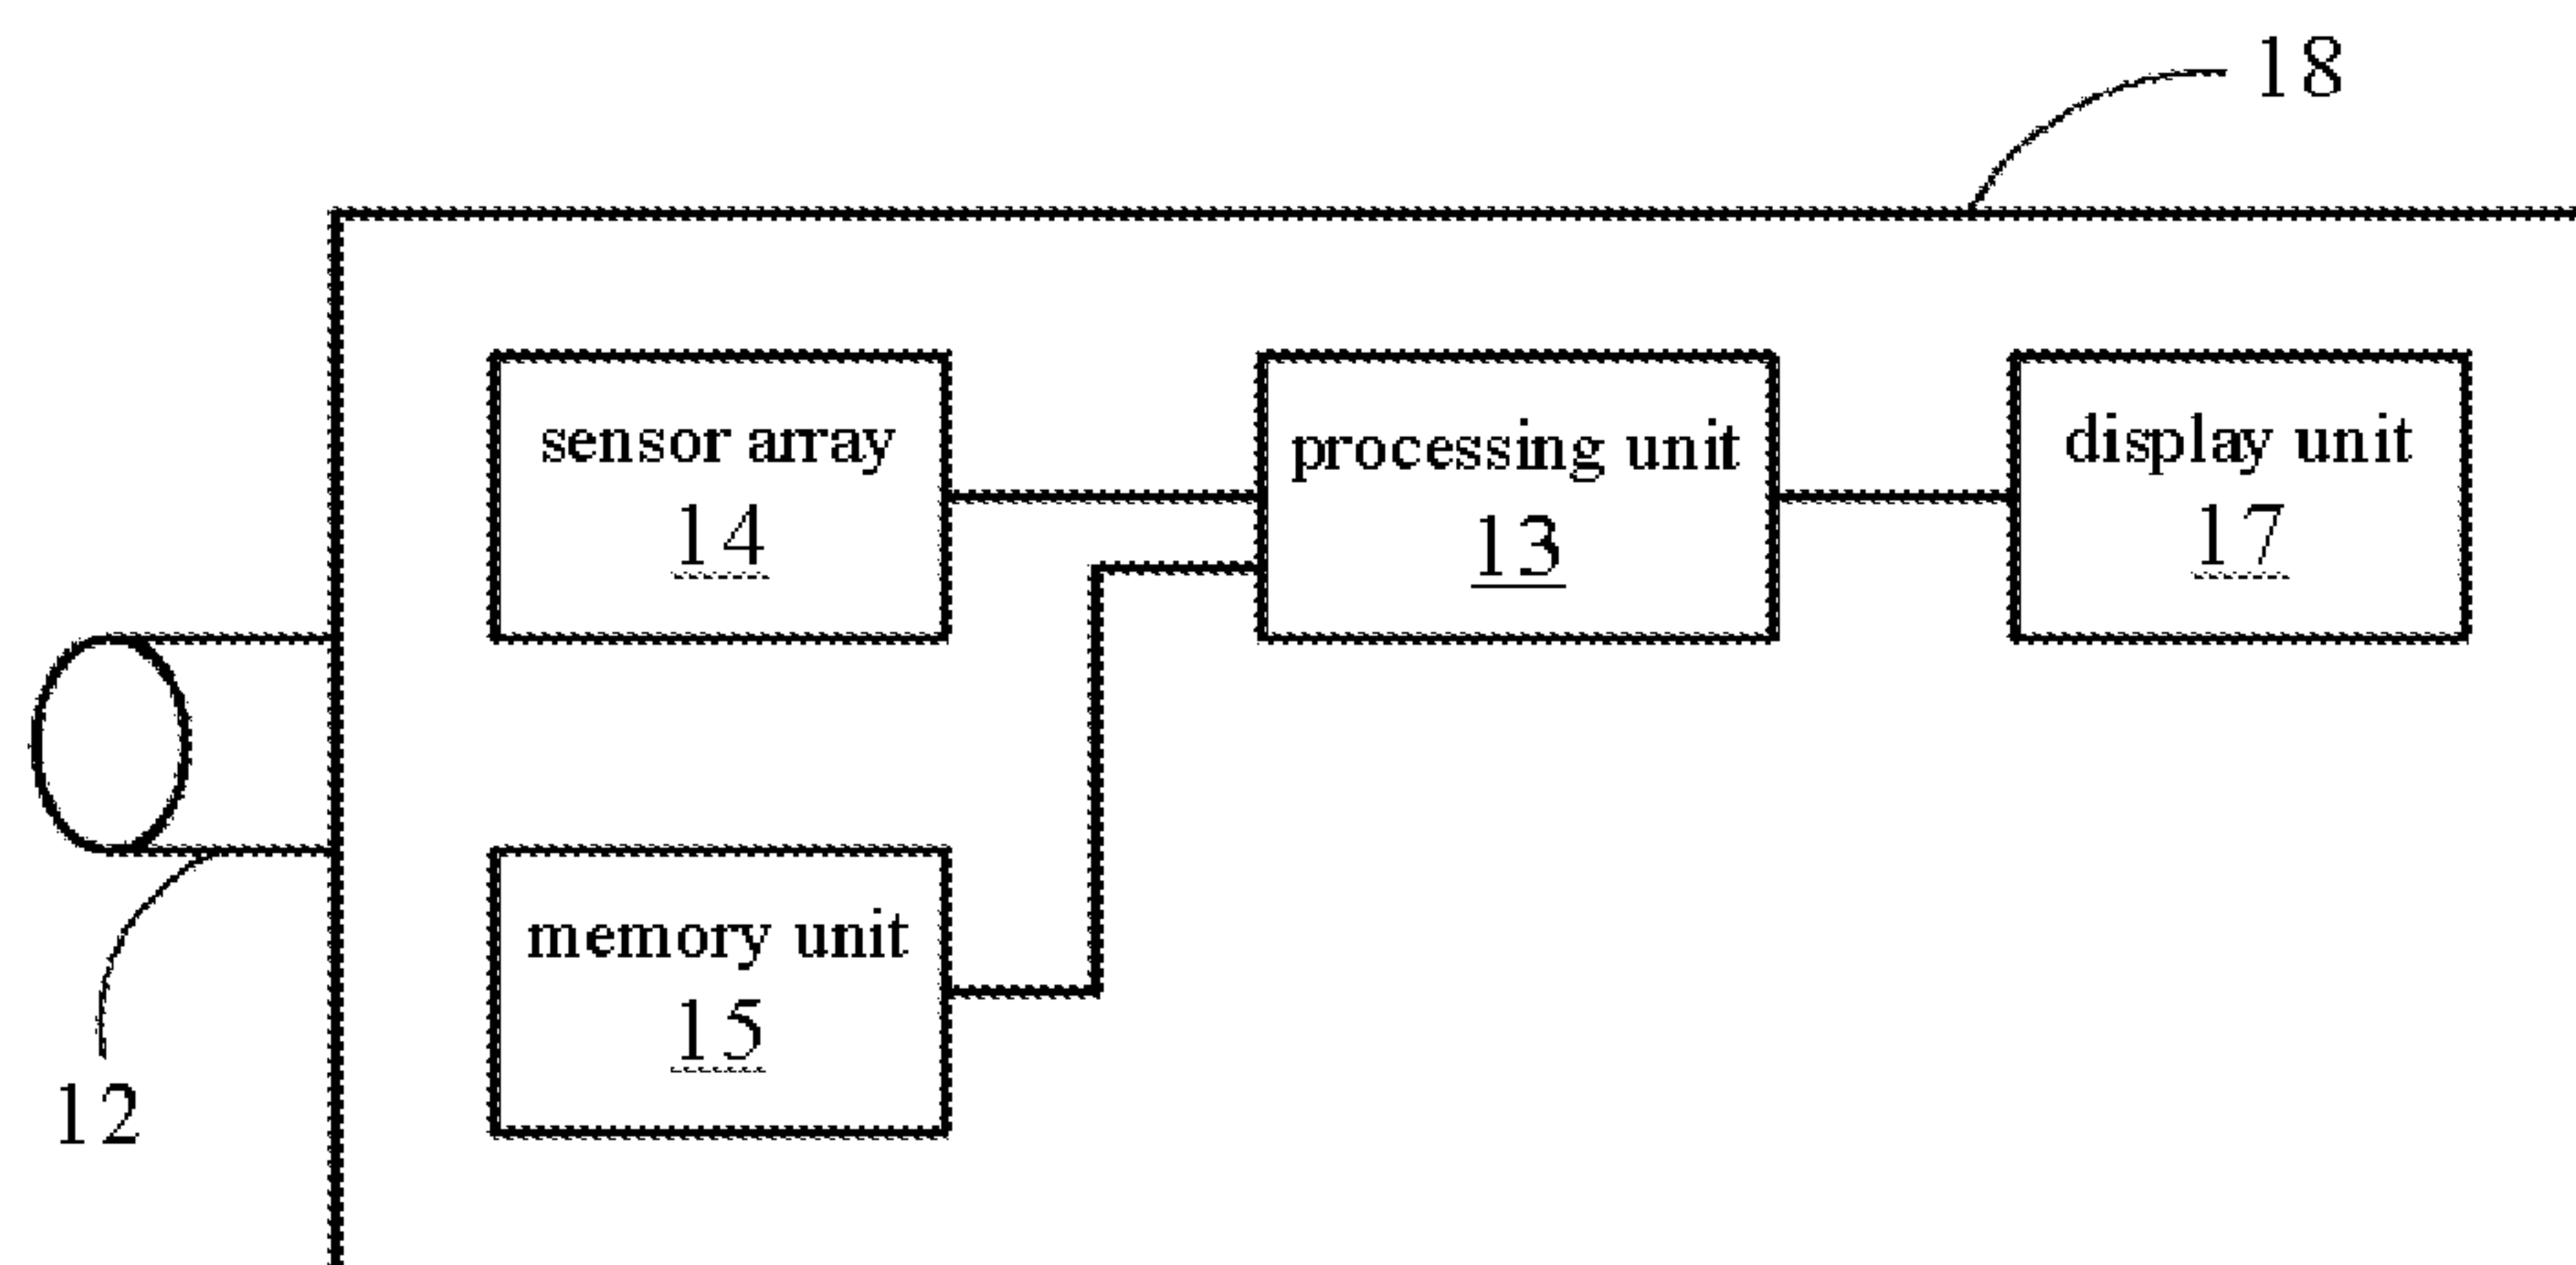 18
sensor array
14
processing unit
13
display unit
17
memory unit
15
12